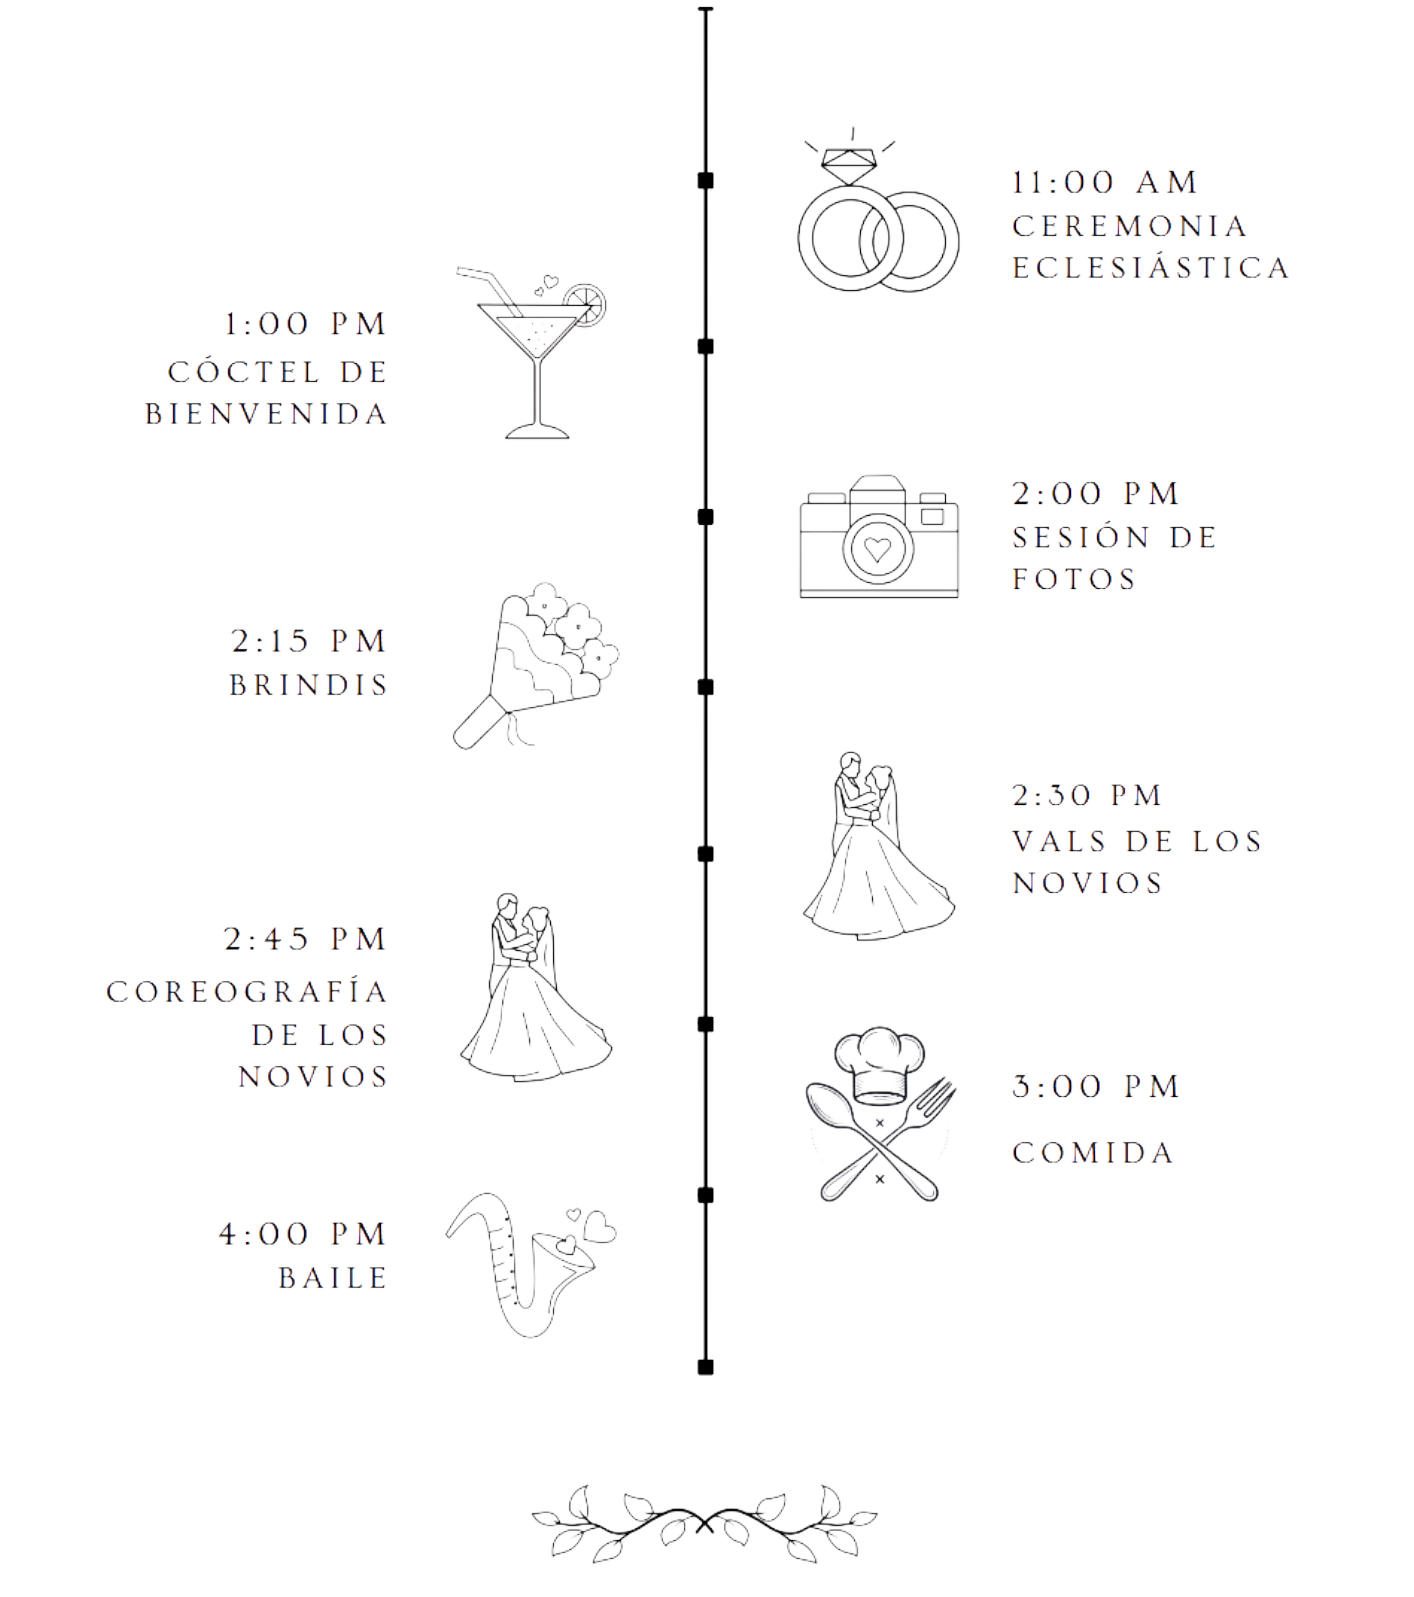 11:00 AM
CEREMONIA
ECLESIÁSTICA
1:00 PM
CÓCTEL DE
BIENVENIDA
2:00 PM
SESIÓN DE
FOTOS
2:15 PM
BRINDIS
2:30 PM
VALS DE LOS
NOVIOS
2:45 PM
COREOGRAFÍA
DE LOS
NOVIOS
3:00 PM
COMIDA
4:00 PM
BAILE